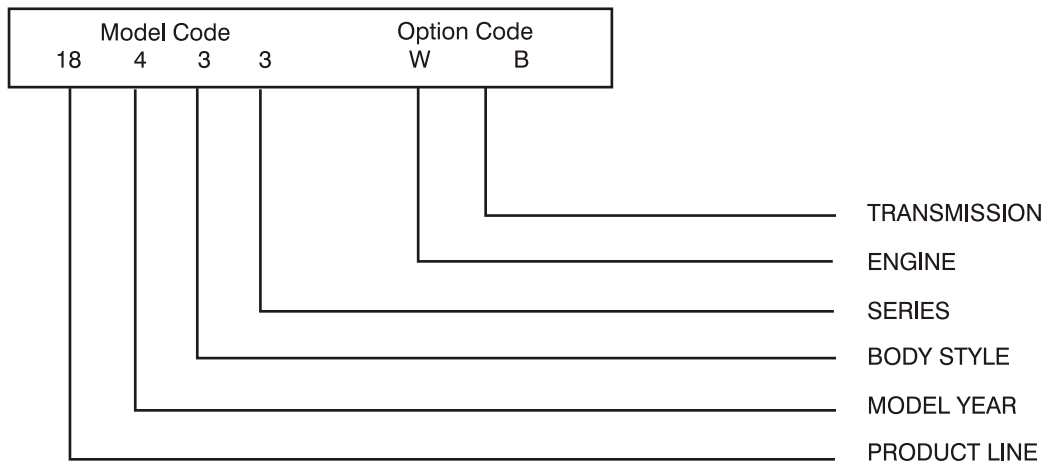 Model Code Option Code
18 4 3 3 W B
TRANSMISSION
ENGINE
SERIES
BODY STYLE
MODEL YEAR
PRODUCT LINE